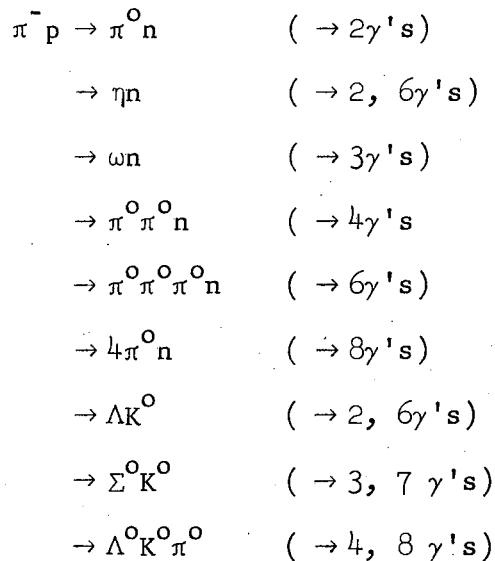 π⁻p → π⁰n ( → 2γ's)
→ ηn ( → 2, 6γ's)
→ ωn ( → 3γ's)
→ π⁰π⁰n ( → 4γ's
→ π⁰π⁰π⁰n ( → 6γ's)
→ 4π⁰n ( → 8γ's)
→ ΛK⁰ ( → 2, 6γ's)
→ Σ⁰K⁰ ( → 3, 7 γ's)
→ Λ⁰K⁰π⁰ ( → 4, 8 γ's)